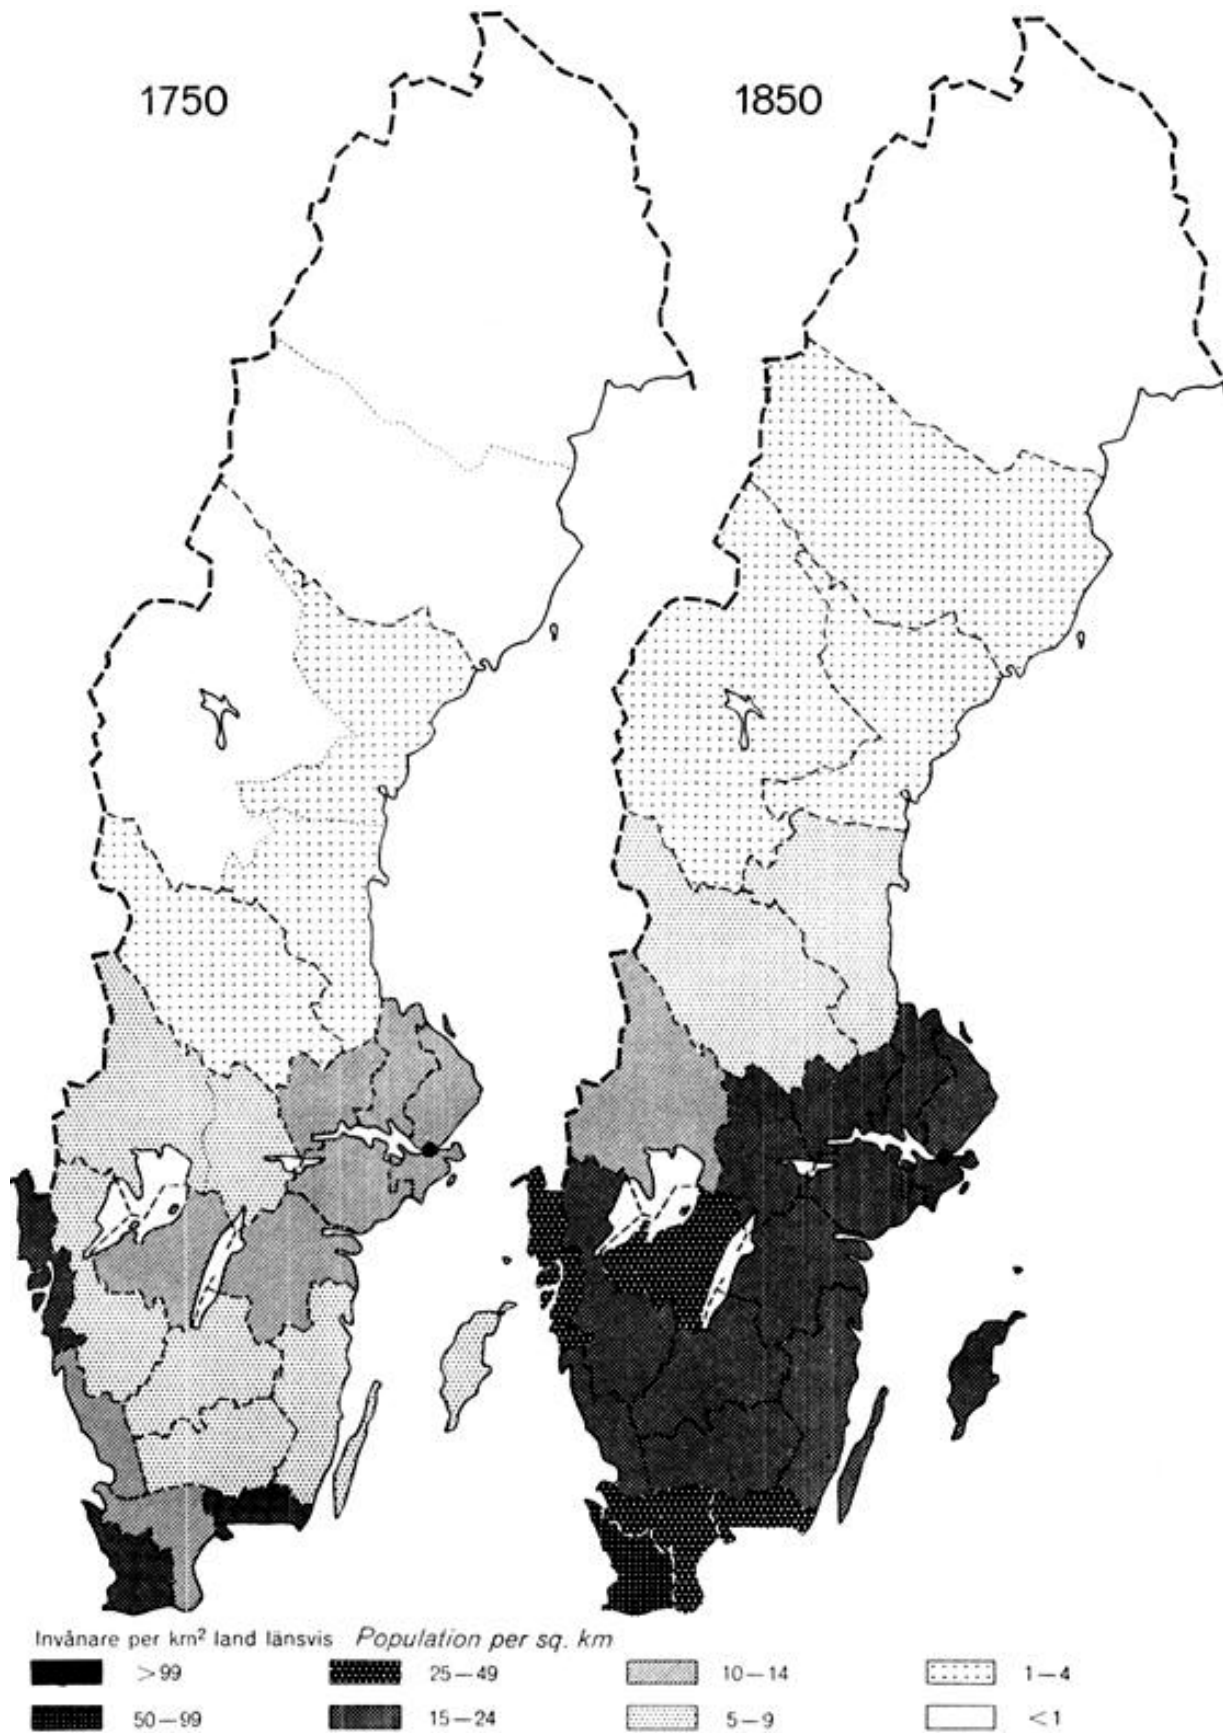 1750 1850
Invånare per km² land länsvis Population per sq. km
>99 25—49 10—14 1—4
50—99 15—24 5—9 <1